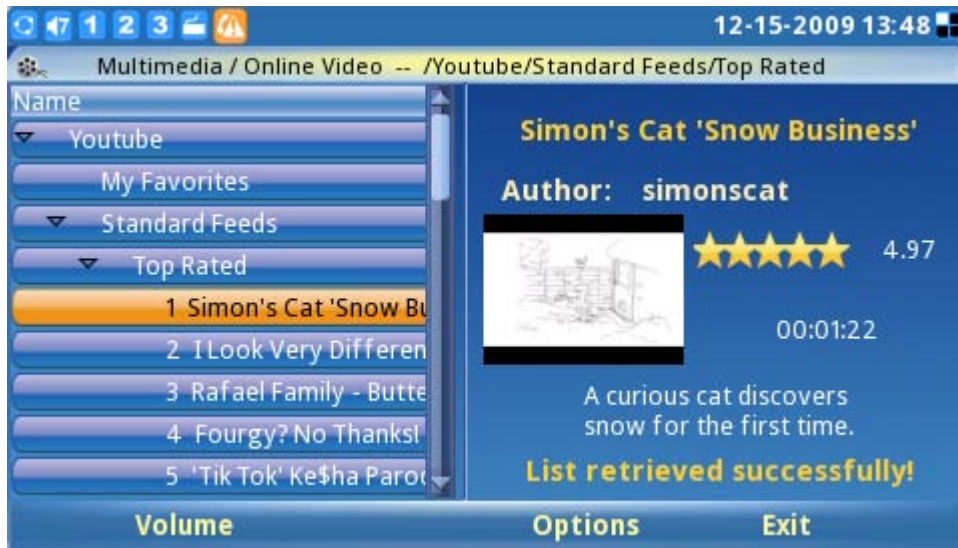 7 1 2 3 12-15-2009 13:48
Multimedia / Online Video -- /Youtube/Standard Feeds/Top Rated
Name
Youtube
My Favorites
Standard Feeds
Top Rated
1 Simon's Cat 'Snow Bu
2 I Look Very Differen
3 Rafael Family - Butte
4 Fourgy? No Thanks!
5 'Tik Tok' Ke$ha Paro
Simon's Cat 'Snow Business'
Author: simonscat
4.97
00:01:22
A curious cat discovers
snow for the first time.
List retrieved successfully!
Volume Options Exit